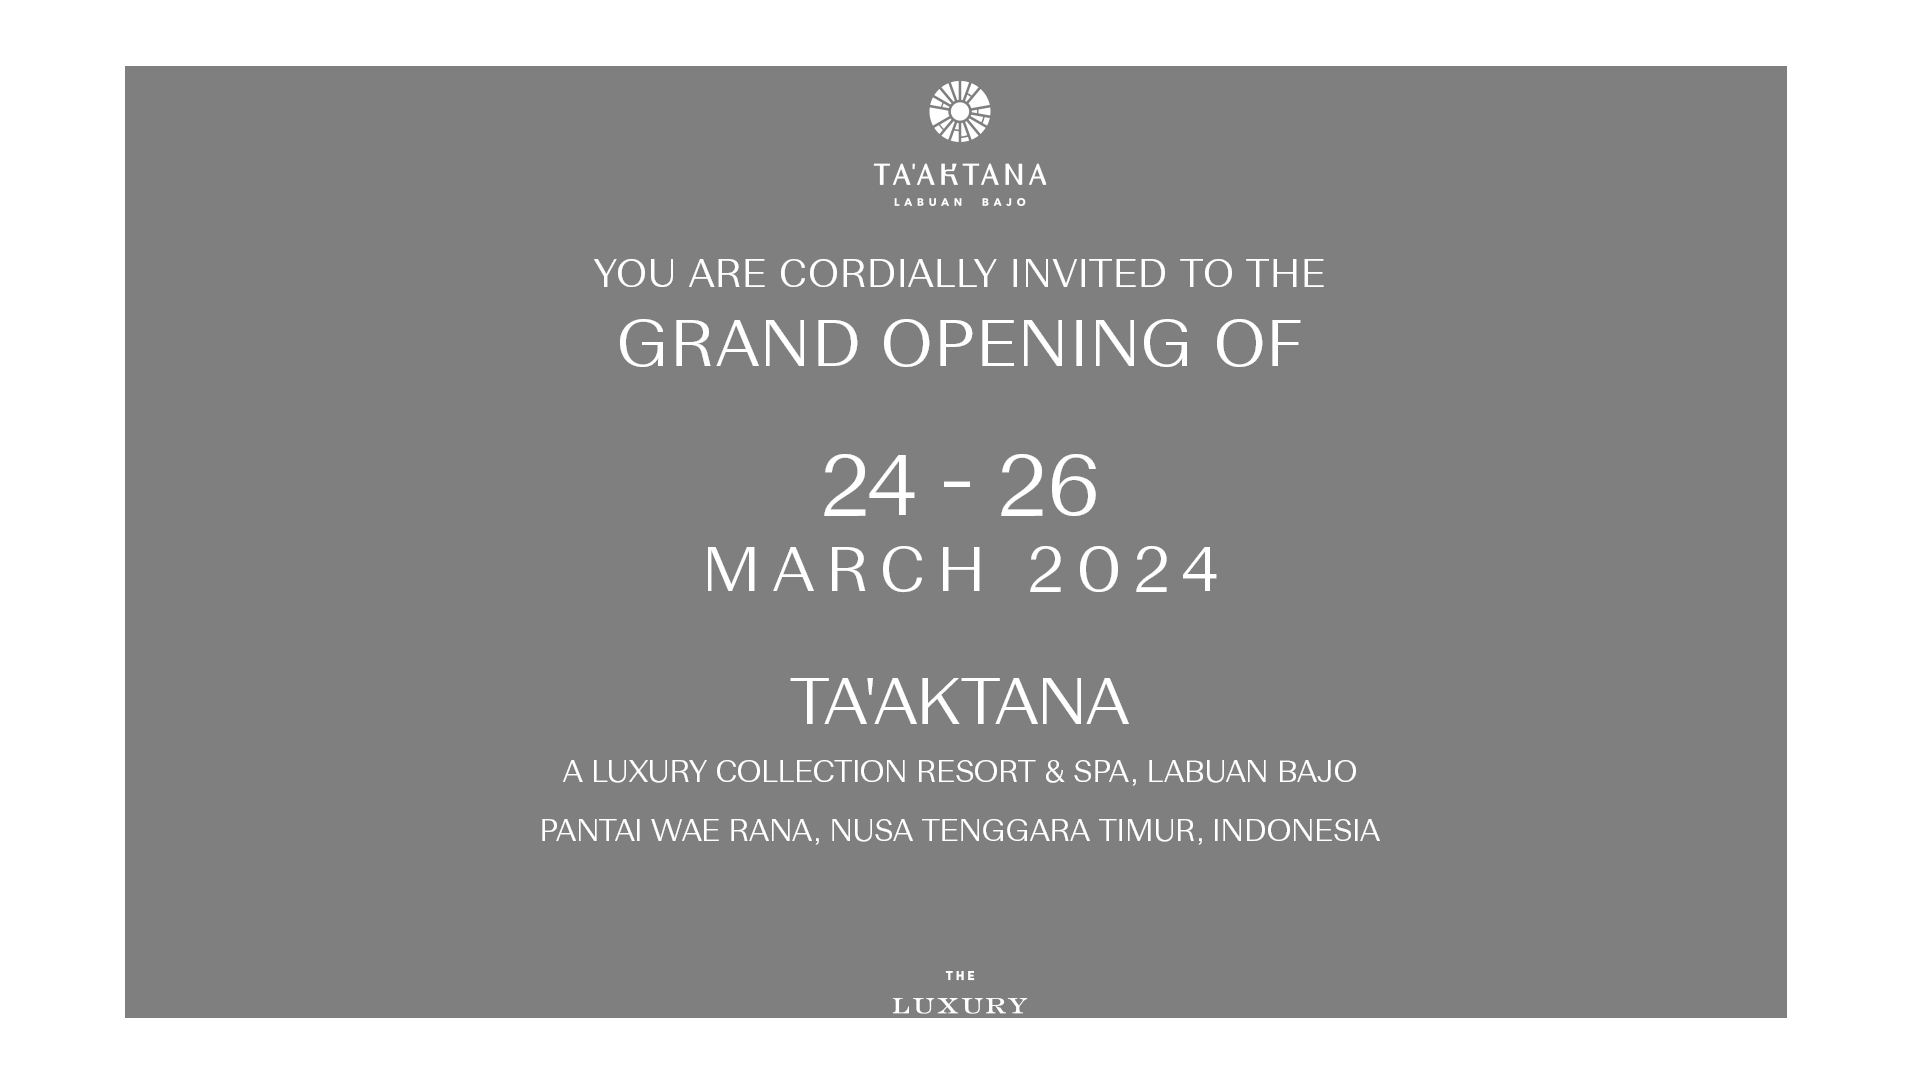 TA'AKTANA
LABUAN BAJO
YOU ARE CORDIALLY INVITED TO THE
GRAND OPENING OF
24 - 26
MARCH 2024
TA'AKTANA
A LUXURY COLLECTION RESORT & SPA, LABUAN BAJO
PANTAI WAE RANA, NUSA TENGGARA TIMUR, INDONESIA
THE
LUXURY